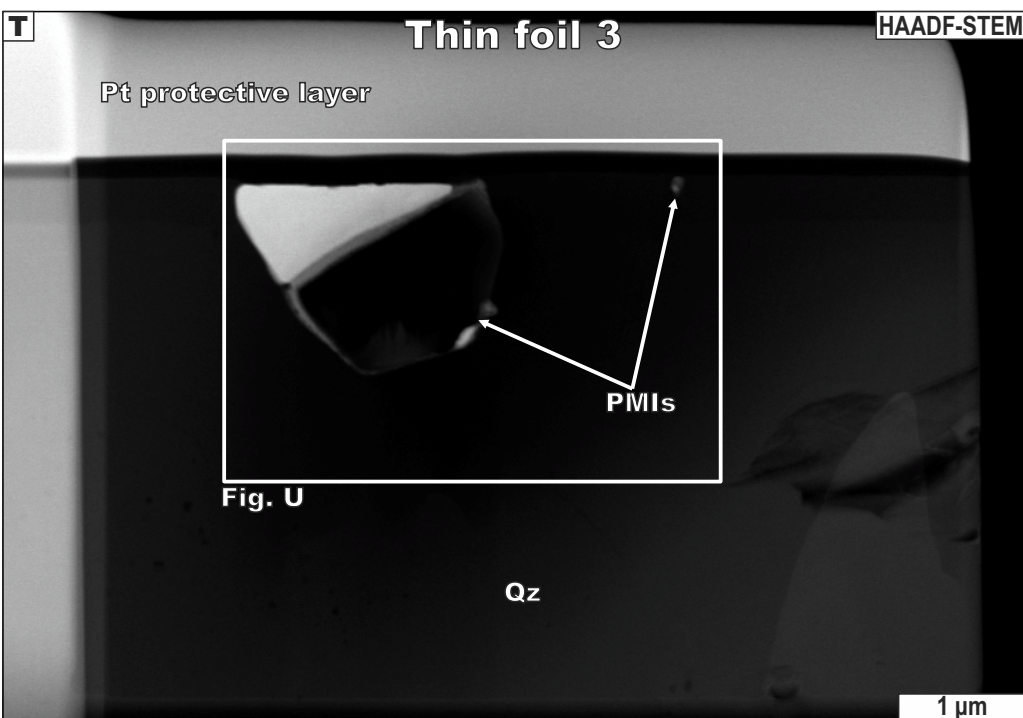 T
Thin foil 3
HAADF-STEM
Pt protective layer
PMIs
Fig. U
Qz
1 µm